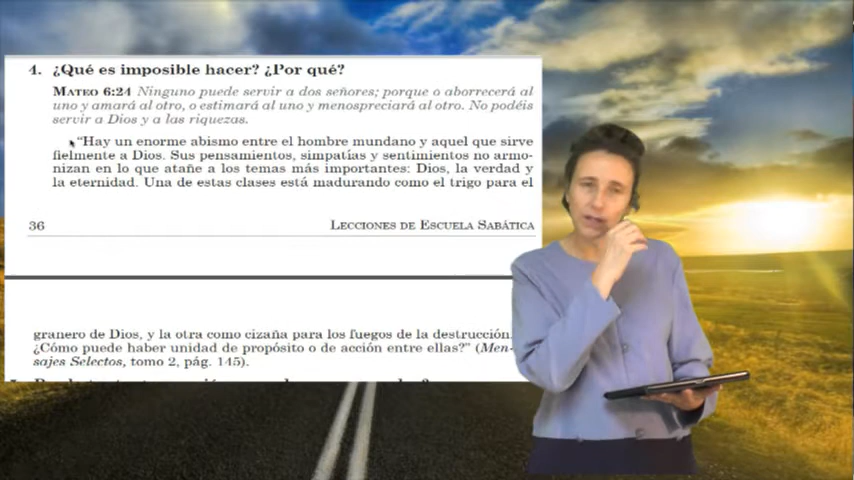 4. ¿Qué es imposible hacer? ¿Por qué?
Mateo 6:24 Ninguno puede servir a dos señores; porque o aborrecerá al
uno y amará al otro, o estimará al uno y menospreciará al otro. No podéis
servir a Dios y a las riquezas.
“Hay un enorme abismo entre el hombre mundano y aquel que sirve
fielmente a Dios. Sus pensamientos, simpatías y sentimientos no armo-
nizan en lo que atañe a los temas más importantes: Dios, la verdad y
la eternidad. Una de estas clases está madurando como el trigo para el
36 Lecciones de Escuela Sabática
granero de Dios, y la otra como cizaña para los fuegos de la destrucción.
¿Cómo puede haber unidad de propósito o de acción entre ellas?” (Men-
sajes Selectos, tomo 2, pág. 145).